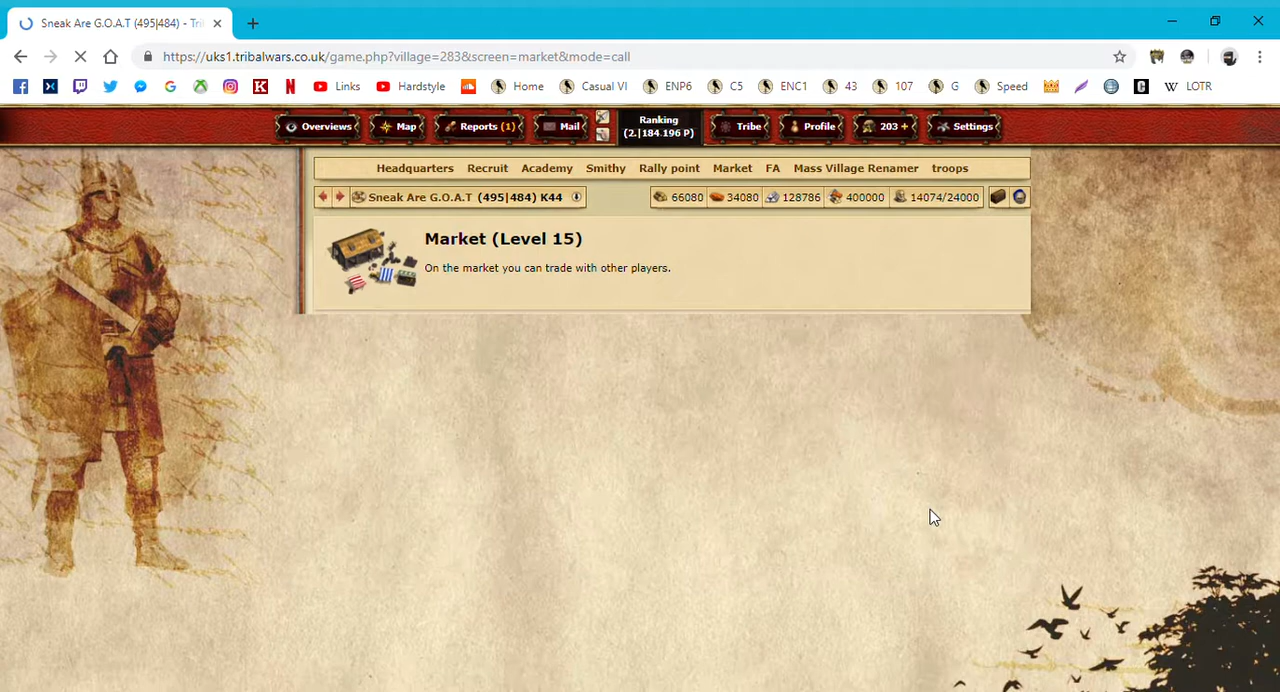 Sneak Are G.O.A.T (495|484) - Tri
https://uks1.tribalwars.co.uk/game.php?village=283&screen=market&mode=call
Links Hardstyle Home Casual VI ENP6 C5 ENC1 43 107 G Speed LOTR
Overviews Map Reports (1) Mail Ranking Tribe Profile 203 + Settings
(2.|184.196 P)
Headquarters Recruit Academy Smithy Rally point Market FA Mass Village Renamer troops
Sneak Are G.O.A.T (495|484) K44 66080 34080 128786 400000 14074/24000
Market (Level 15)
On the market you can trade with other players.